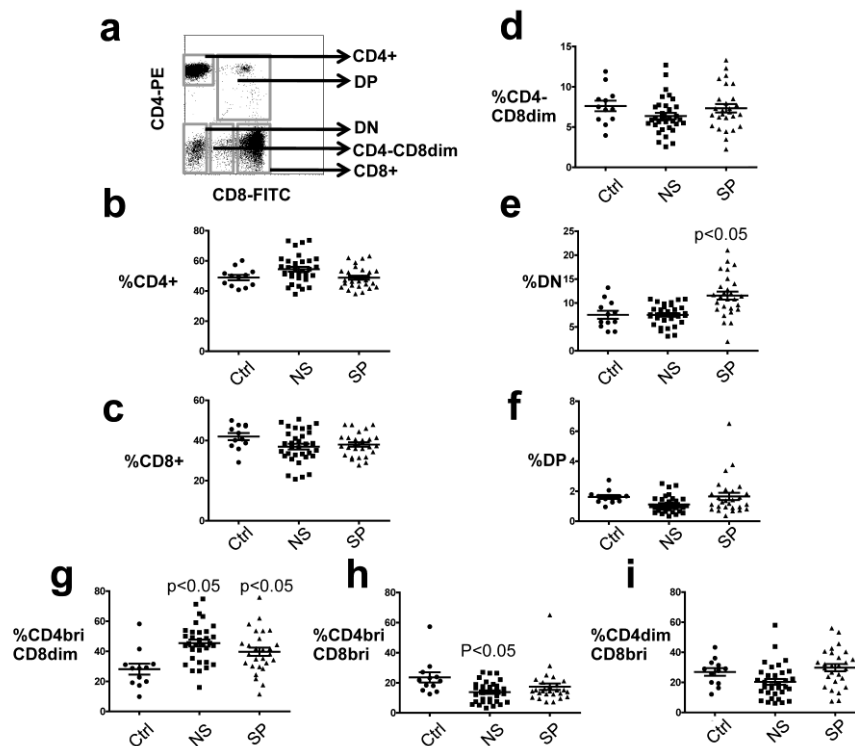 a
CD4-PE
CD8-FITC
CD4+
DP
DN
CD4-CD8dim
CD8+
b
%CD4+
80
60
40
20
0
Ctrl
NS
SP
c
%CD8+
60
40
20
0
Ctrl
NS
SP
d
%CD4-
CD8dim
15
10
5
0
Ctrl
NS
SP
e
p<0.05
%DN
25
20
15
10
5
0
Ctrl
NS
SP
f
%DP
8
6
4
2
0
Ctrl
NS
SP
g
p<0.05 p<0.05
%CD4bri
CD8dim
80
60
40
20
0
Ctrl
NS
SP
h
P<0.05
%CD4bri
CD8bri
80
60
40
20
0
Ctrl
NS
SP
i
%CD4dim
CD8bri
80
60
40
20
0
Ctrl
NS
SP